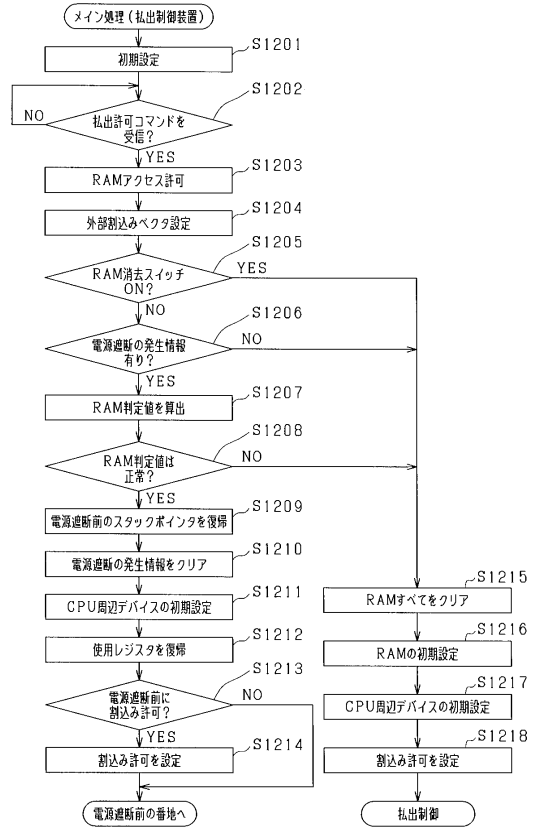 メイン処理(払出制御装置)
S1201
初期設定
S1202
払出許可コマンドを
受信?
NO
YES
S1203
RAMアクセス許可
S1204
外部割込みベクタ設定
S1205
RAM消去スイッチ
ON?
YES
NO
S1206
電源遮断の発生情報
有り?
NO
YES
S1207
RAM判定値を算出
S1208
RAM判定値は
正常?
NO
YES
S1209
電源遮断前のスタックポインタを復帰
S1210
電源遮断の発生情報をクリア
S1211
CPU周辺デバイスの初期設定
S1212
使用レジスタを復帰
S1213
電源遮断前に
割込み許可?
NO
YES
S1214
割込み許可を設定
電源遮断前の番地へ
S1215
RAMすべてをクリア
S1216
RAMの初期設定
S1217
CPU周辺デバイスの初期設定
S1218
割込み許可を設定
払出制御